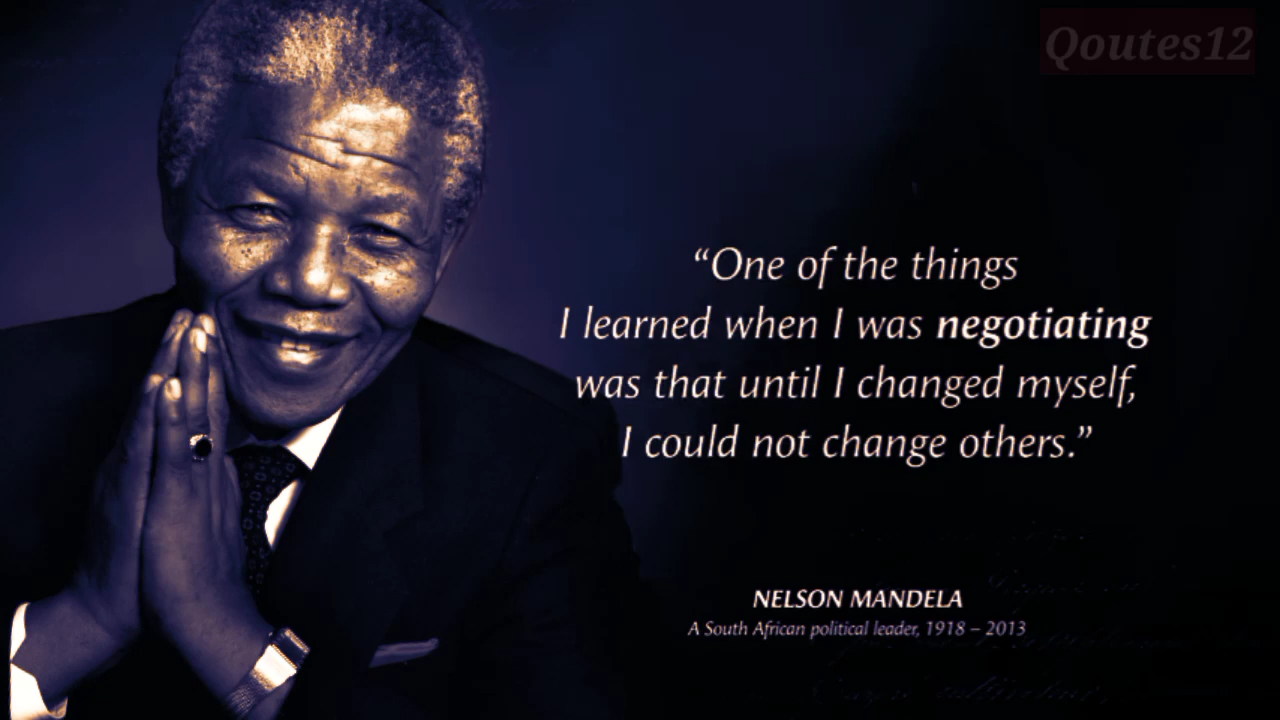 Qoutes12
“One of the things
I learned when I was negotiating
was that until I changed myself,
I could not change others.”
NELSON MANDELA
A South African political leader, 1918 – 2013